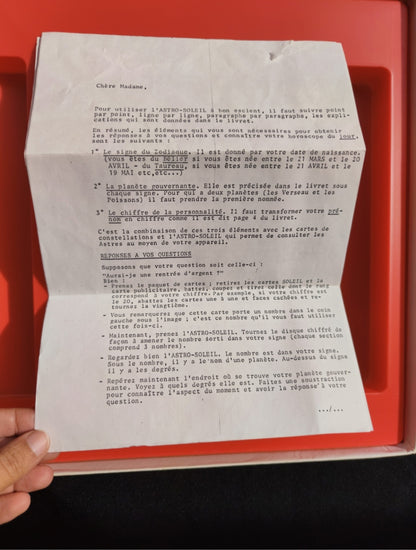 Chère Madame,
Pour utiliser l'ASTRO-SOLEIL à bon escient, il faut suivre point
par point, ligne par ligne, paragraphe par paragraphe, les expli-
cations qui sont données dans le livret.
En résumé, les éléments qui vous sont nécessaires pour obtenir
les réponses à vos questions et connaître votre horoscope du jour,
sont les suivants :
1° Le signe du Zodiaque. Il est donné par votre date de naissance.
(vous êtes du Bélier si vous êtes née entre le 21 MARS et le 20
AVRIL - du Taureau, si vous êtes née entre le 21 AVRIL et le
19 MAI etc,etc...)
2° La planète gouvernante. Elle est précisée dans le livret sous
chaque signe. Pour qui a deux planètes (les Verseau et les
Poissons) il faut prendre la première nommée.
3° Le chiffre de la personnalité. Il faut transformer votre pré-
nom en chiffre comme il est dit page 4 du livret.
C'est la combinaison de ces trois éléments avec les cartes de
constellations et l'ASTRO-SOLEIL qui permet de consulter les
Astres au moyen de votre appareil.
REPONSES A VOS QUESTIONS
Supposons que votre question soit celle-ci :
"Aurai-je une rentrée d'argent ?"
Bien :
- Prenez le paquet de cartes ; retirez les cartes SOLEIL et la
carte publicitaire, battez, coupez et tirez celle dont le rang
correspond à votre chiffre. Par exemple, si votre chiffre est
le 20, abattez les cartes une à une et faces cachées et re-
tournez la vingtième.
- Vous remarquerez que cette carte porte un nombre dans le coin
gauche sous l'image ; c'est ce nombre qu'il vous faut utiliser
cette fois-ci.
- Maintenant, prenez l'ASTRO-SOLEIL. Tournez le disque chiffré de
façon à amener le nombre sorti dans votre signe (chaque section
comprend 3 nombres).
- Regardez bien l'ASTRO-SOLEIL. Le nombre est dans votre signe.
Sous le nombre, il y a le nom d'une planète. Au-dessus du signe
il y a les degrés.
- Repérez maintenant l'endroit où se trouve votre planète gouver-
nante. Voyez à quels degrés elle est. Faites une soustraction
pour connaître l'aspect du moment et avoir la réponse à votre
question.
.../...